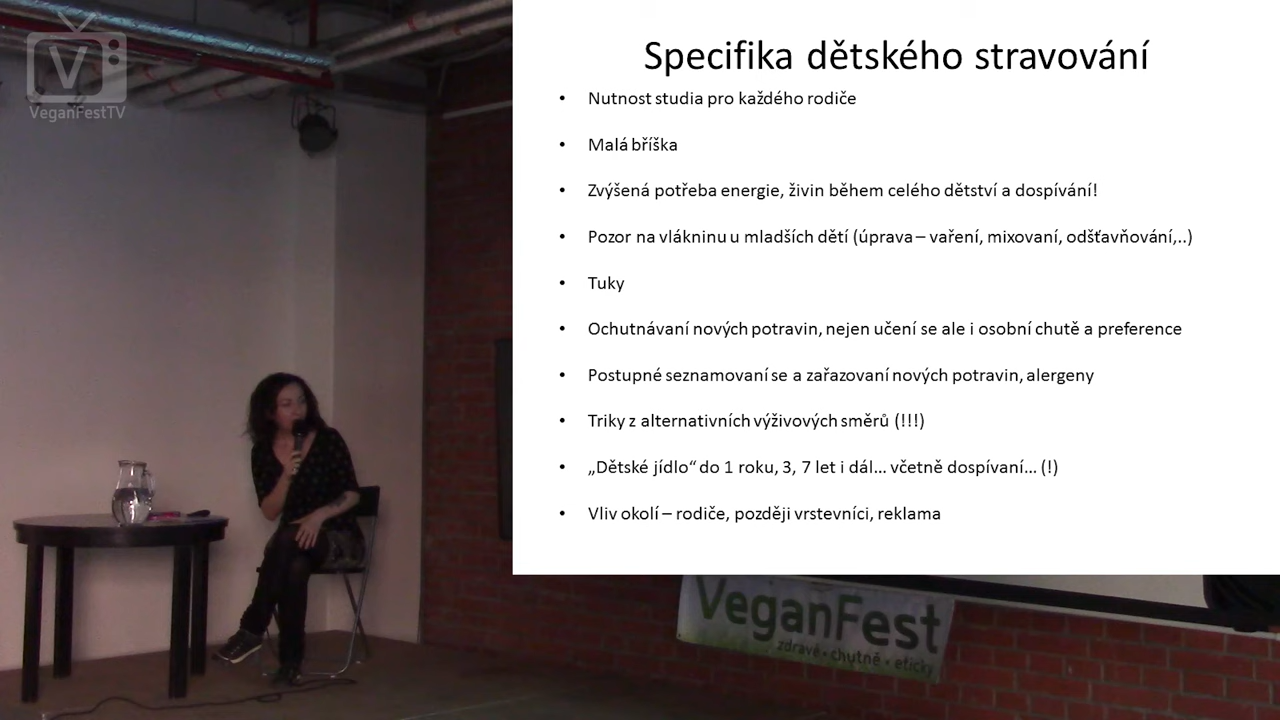 V
VeganFestTV
Specifika dětského stravování
• Nutnost studia pro každého rodiče
• Malá bříška
• Zvýšená potřeba energie, živin během celého dětství a dospívání!
• Pozor na vlákninu u mladších dětí (úprava – vaření, mixovaní, odšťavňování,..)
• Tuky
• Ochutnávaní nových potravin, nejen učení se ale i osobní chutě a preference
• Postupné seznamovaní se a zařazovaní nových potravin, alergeny
• Triky z alternativních výživových směrů (!!!)
• „Dětské jídlo“ do 1 roku, 3, 7 let i dál... včetně dospívaní... (!)
• Vliv okolí – rodiče, později vrstevníci, reklama
VeganFest
zdravě • chutně • eticky